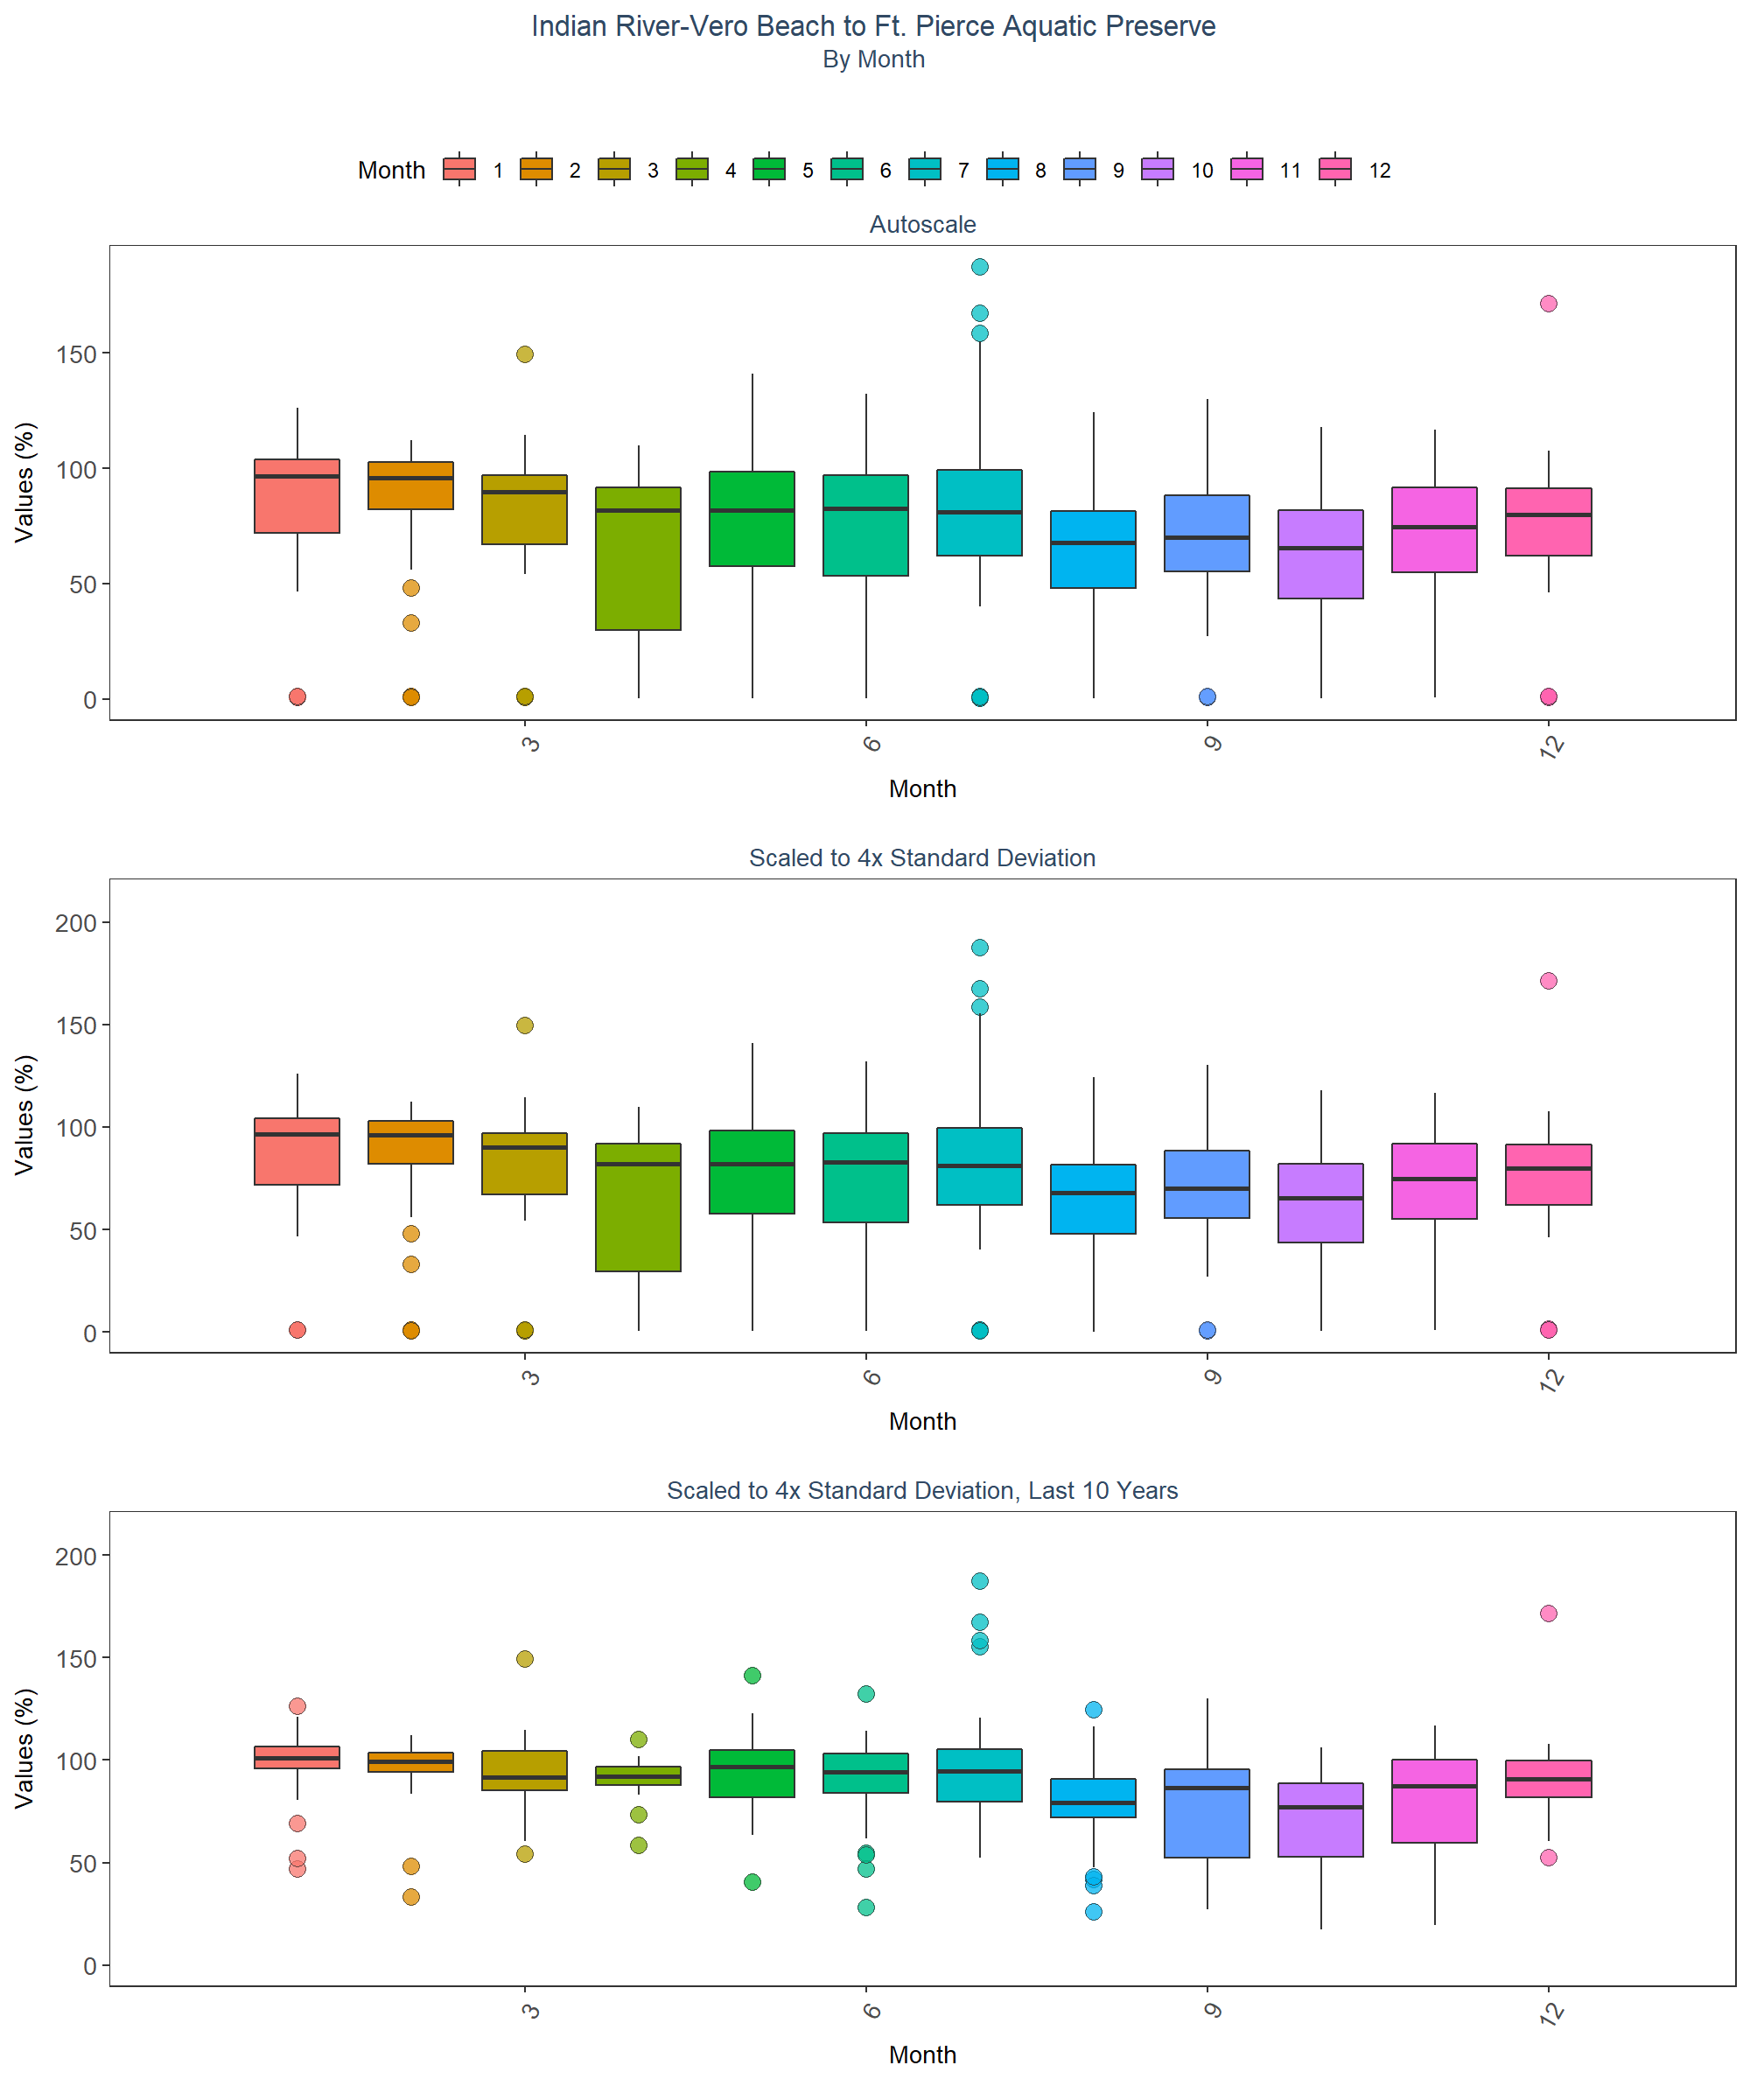 Indian River-Vero Beach to Ft. Pierce Aquatic Preserve
By Month
Month 1 2 3 4 5 6 7 8 9 10 11 12
Autoscale
Values (%)
150
100
50
0
3 6 9 12
Month
Scaled to 4x Standard Deviation
Values (%)
200
150
100
50
0
3 6 9 12
Month
Scaled to 4x Standard Deviation, Last 10 Years
Values (%)
200
150
100
50
0
3 6 9 12
Month